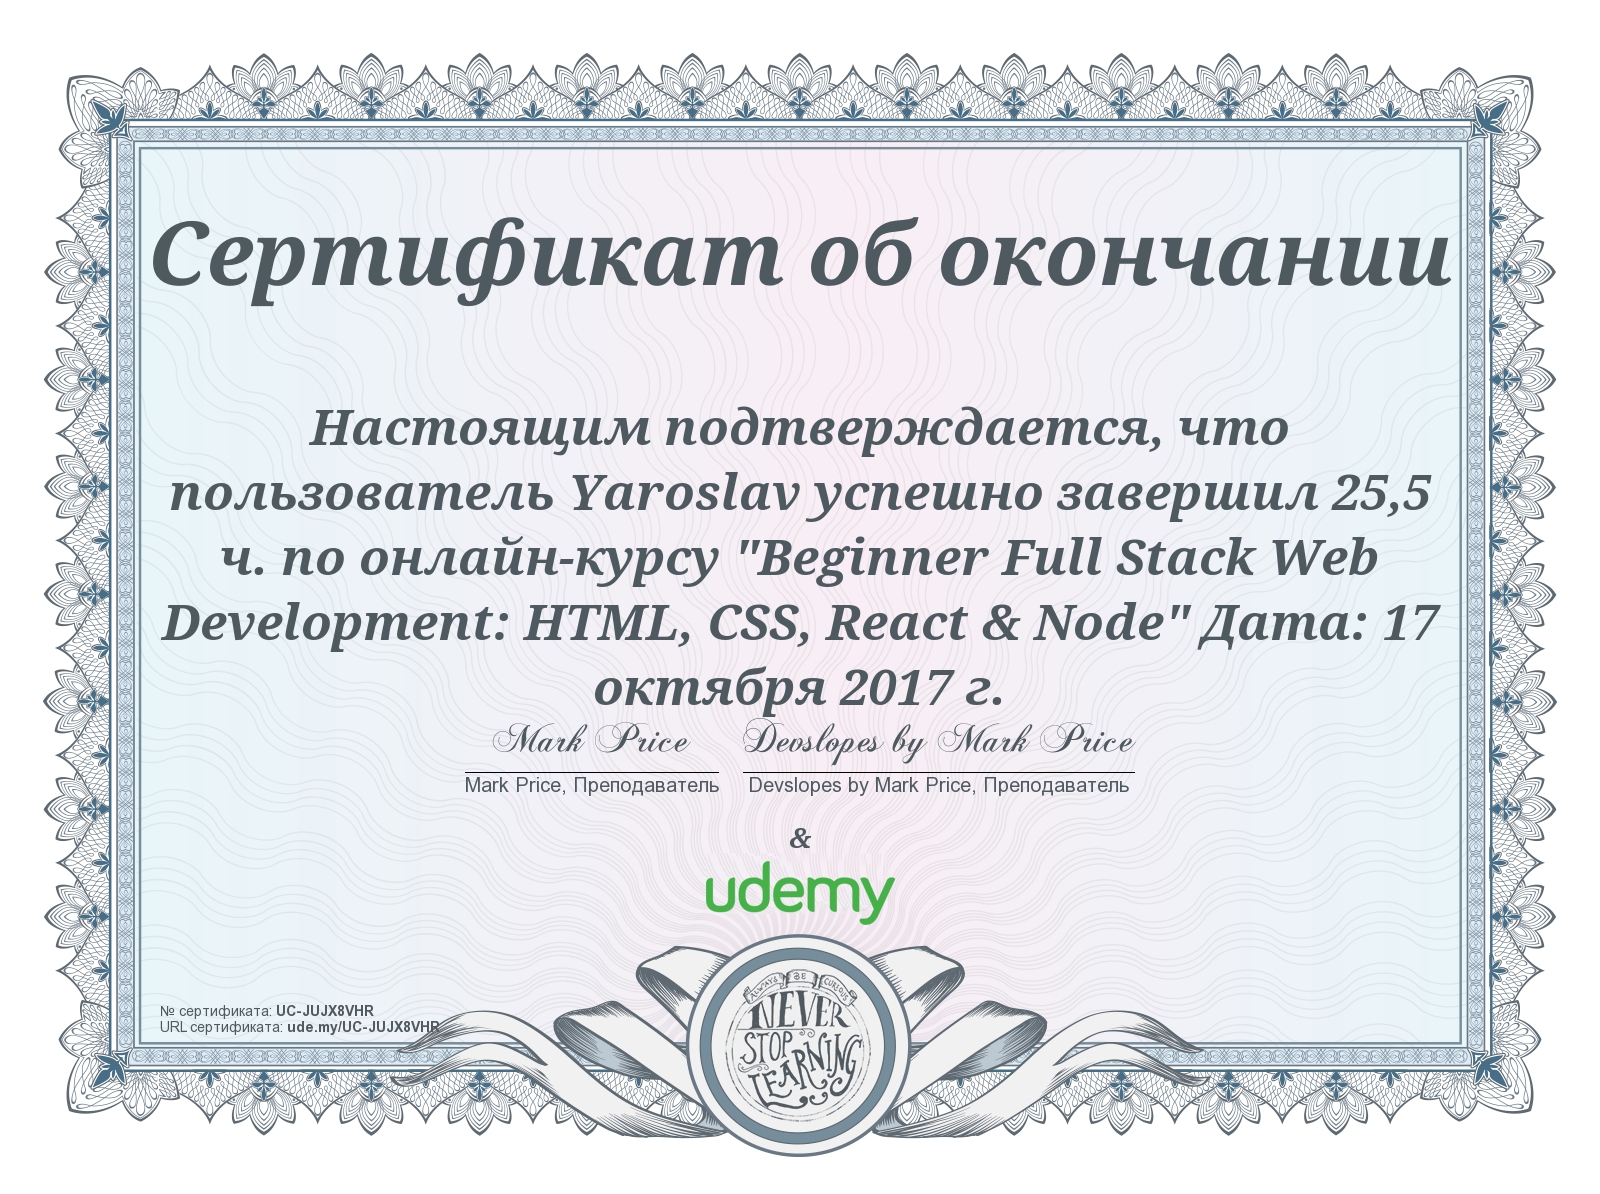 Сертификат об окончании
Настоящим подтверждается, что
пользователь Yaroslav успешно завершил 25,5
ч. по онлайн-курсу "Beginner Full Stack Web
Development: HTML, CSS, React & Node" Дата: 17
октября 2017 г.
Mark Price
Devslopes by Mark Price
Mark Price, Преподаватель
Devslopes by Mark Price, Преподаватель
&
udemy
ALWAYS BE CURIOUS
NEVER
STOP
LEARNING
№ сертификата: UC-JUJX8VHR
URL сертификата: ude.my/UC-JUJX8VHR